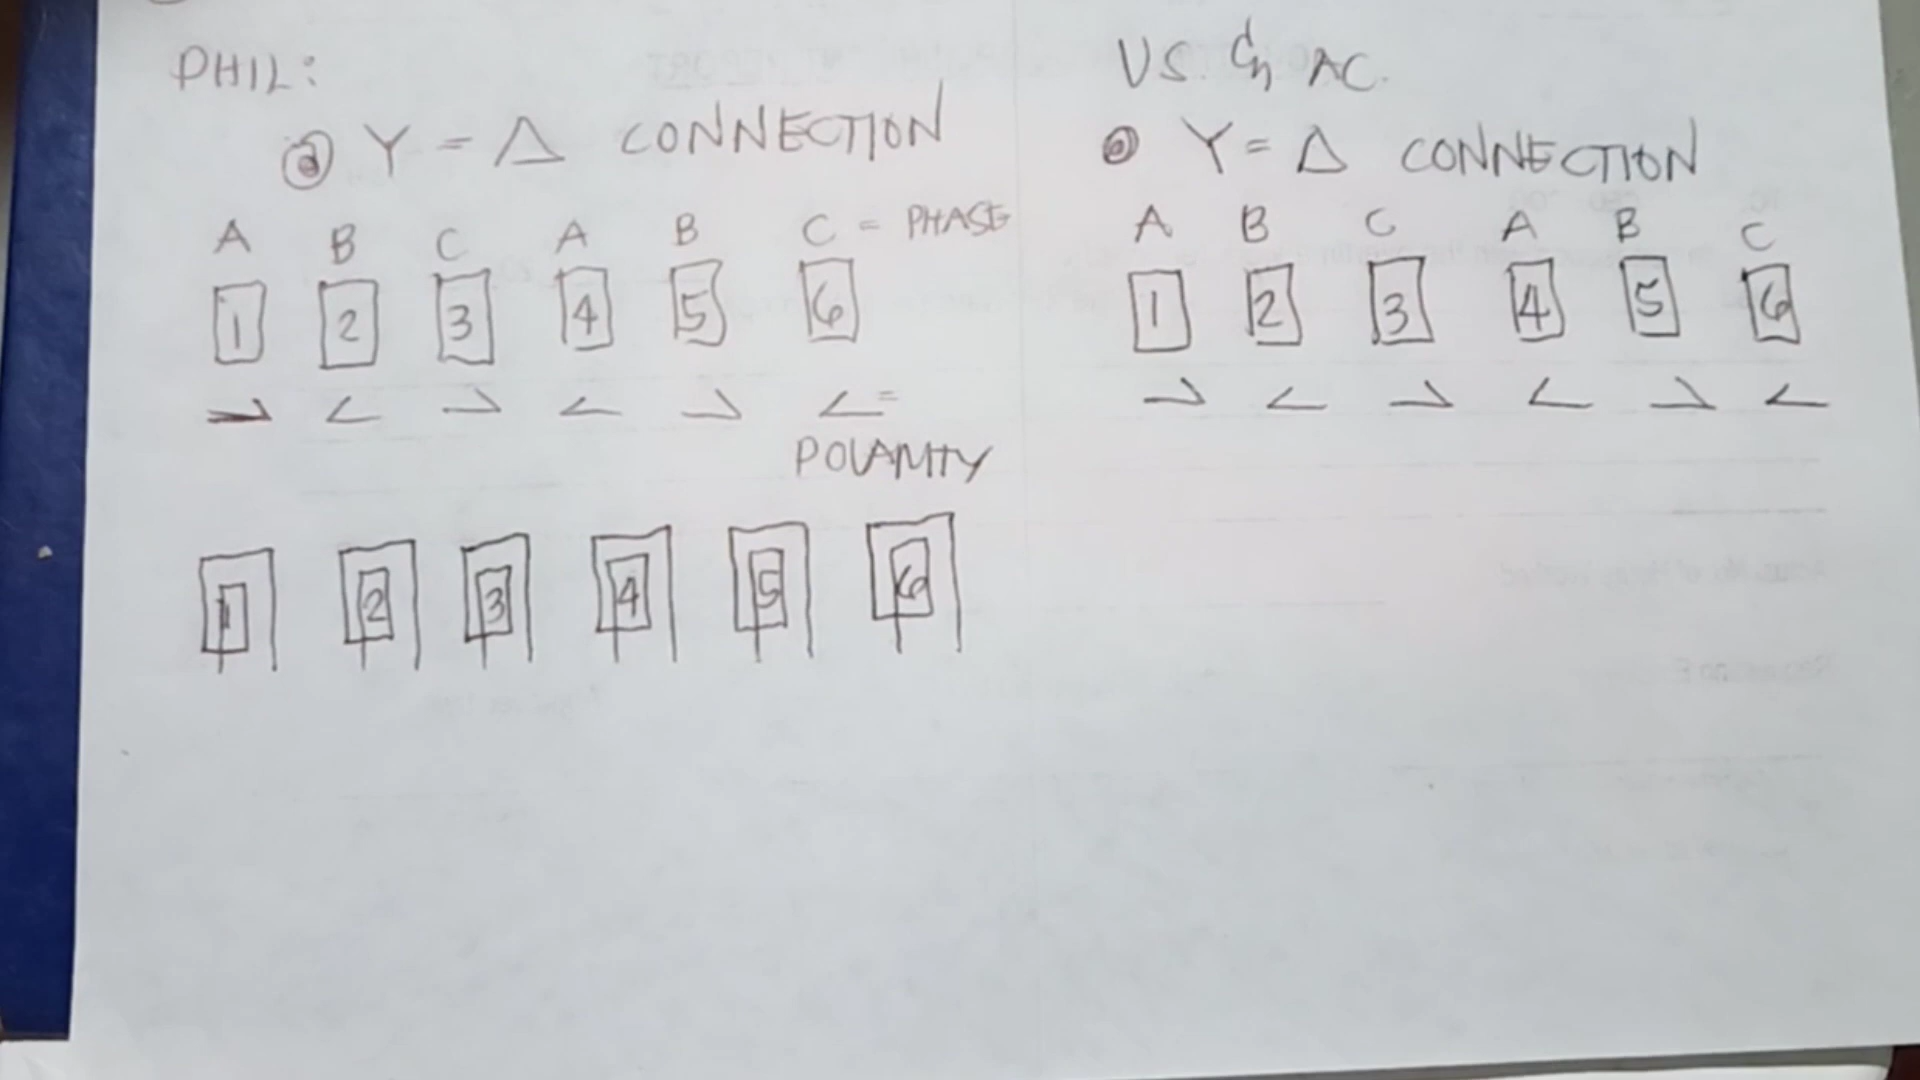 PHIL:
@ Y = Δ CONNECTION
A B C A B C = PHASE
1 2 3 4 5 6
=
POLARITY
1 2 3 4 5 6
VS. AC.
Y = Δ CONNECTION
A B C A B C
1 2 3 4 5 6